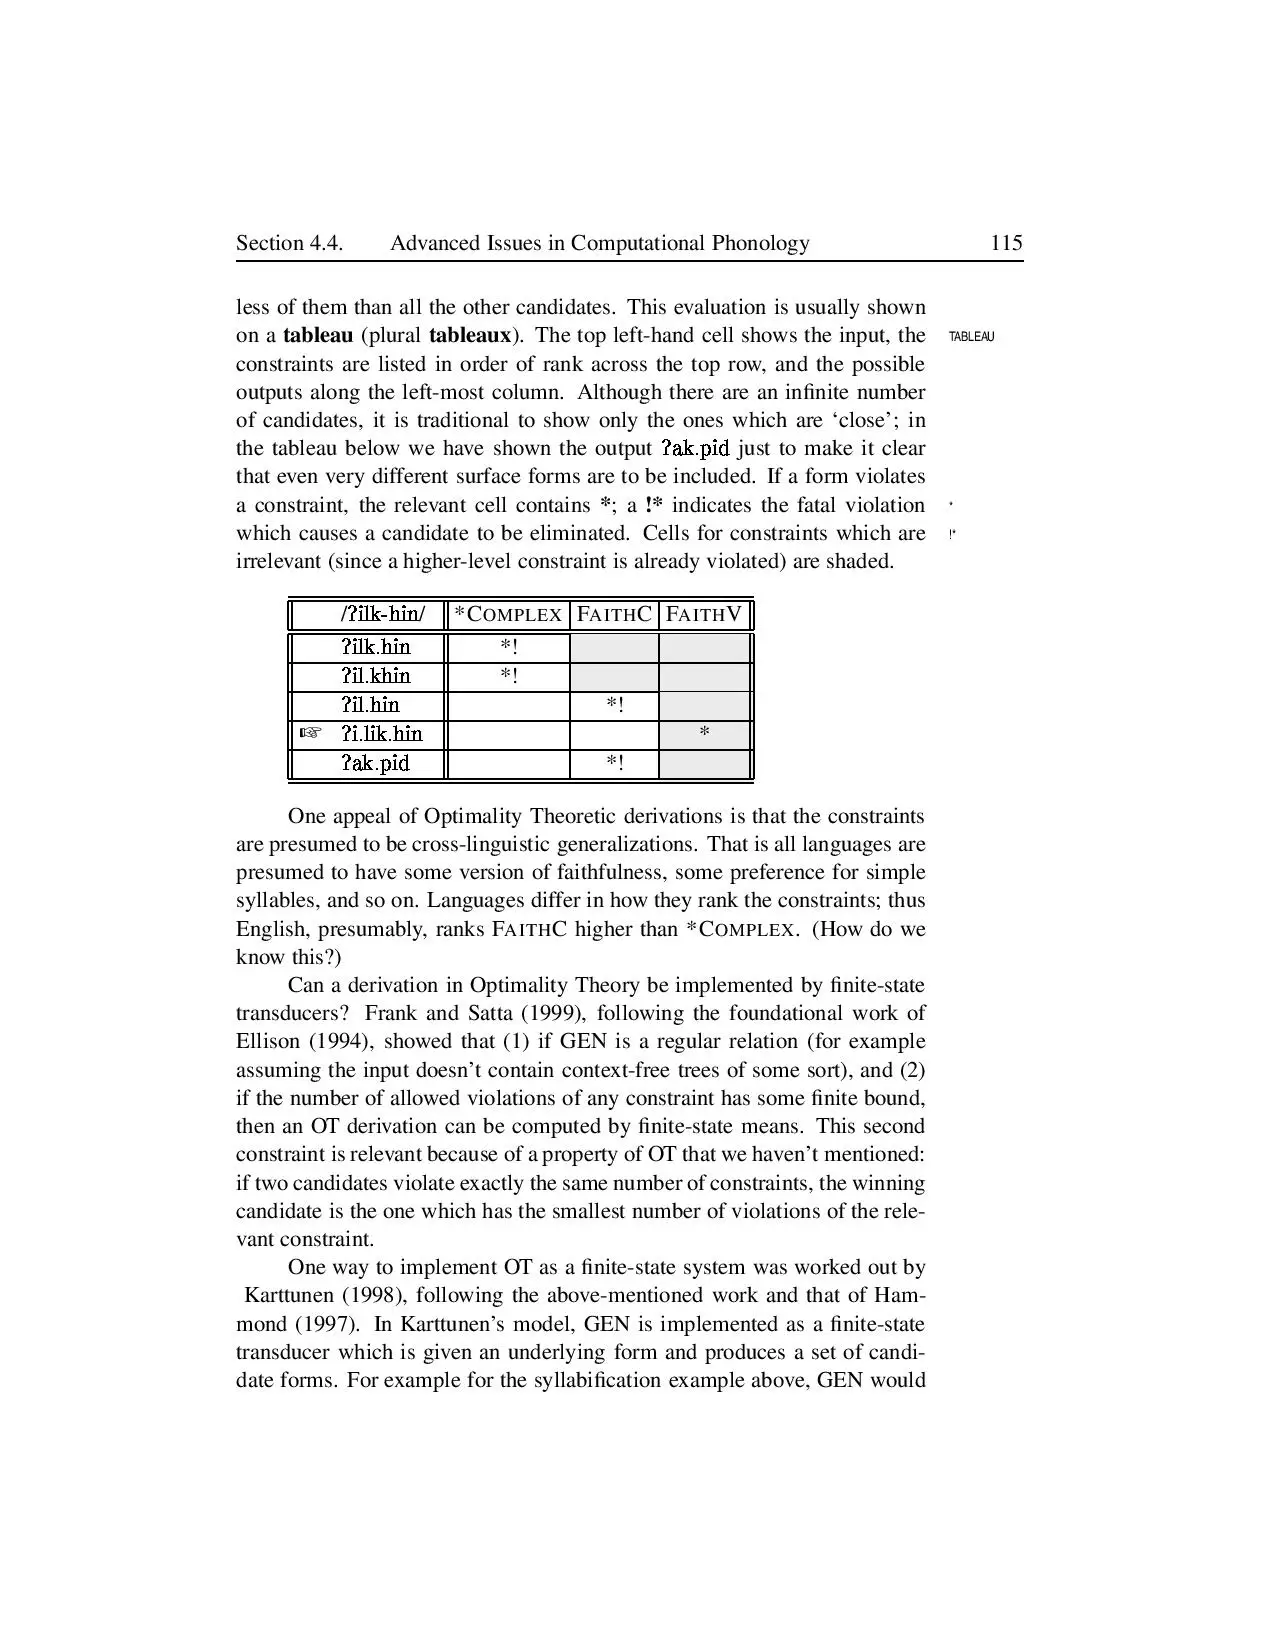 Section 4.4. Advanced Issues in Computational Phonology 115
less of them than all the other candidates. This evaluation is usually shown
on a tableau (plural tableaux). The top left-hand cell shows the input, the TABLEAU
constraints are listed in order of rank across the top row, and the possible
outputs along the left-most column. Although there are an infinite number
of candidates, it is traditional to show only the ones which are ‘close’; in
the tableau below we have shown the output ʔak.pid just to make it clear
that even very different surface forms are to be included. If a form violates
a constraint, the relevant cell contains *; a !* indicates the fatal violation *
which causes a candidate to be eliminated. Cells for constraints which are !*
irrelevant (since a higher-level constraint is already violated) are shaded.
/ʔilk-hin/ *COMPLEX FAITHC FAITHV
ʔilk.hin *!
ʔil.khin *!
ʔil.hin *!
☞ ʔi.lik.hin *
ʔak.pid *!
One appeal of Optimality Theoretic derivations is that the constraints
are presumed to be cross-linguistic generalizations. That is all languages are
presumed to have some version of faithfulness, some preference for simple
syllables, and so on. Languages differ in how they rank the constraints; thus
English, presumably, ranks FAITHC higher than *COMPLEX. (How do we
know this?)
Can a derivation in Optimality Theory be implemented by finite-state
transducers? Frank and Satta (1999), following the foundational work of
Ellison (1994), showed that (1) if GEN is a regular relation (for example
assuming the input doesn’t contain context-free trees of some sort), and (2)
if the number of allowed violations of any constraint has some finite bound,
then an OT derivation can be computed by finite-state means. This second
constraint is relevant because of a property of OT that we haven’t mentioned:
if two candidates violate exactly the same number of constraints, the winning
candidate is the one which has the smallest number of violations of the rele-
vant constraint.
One way to implement OT as a finite-state system was worked out by
Karttunen (1998), following the above-mentioned work and that of Ham-
mond (1997). In Karttunen’s model, GEN is implemented as a finite-state
transducer which is given an underlying form and produces a set of candi-
date forms. For example for the syllabification example above, GEN would